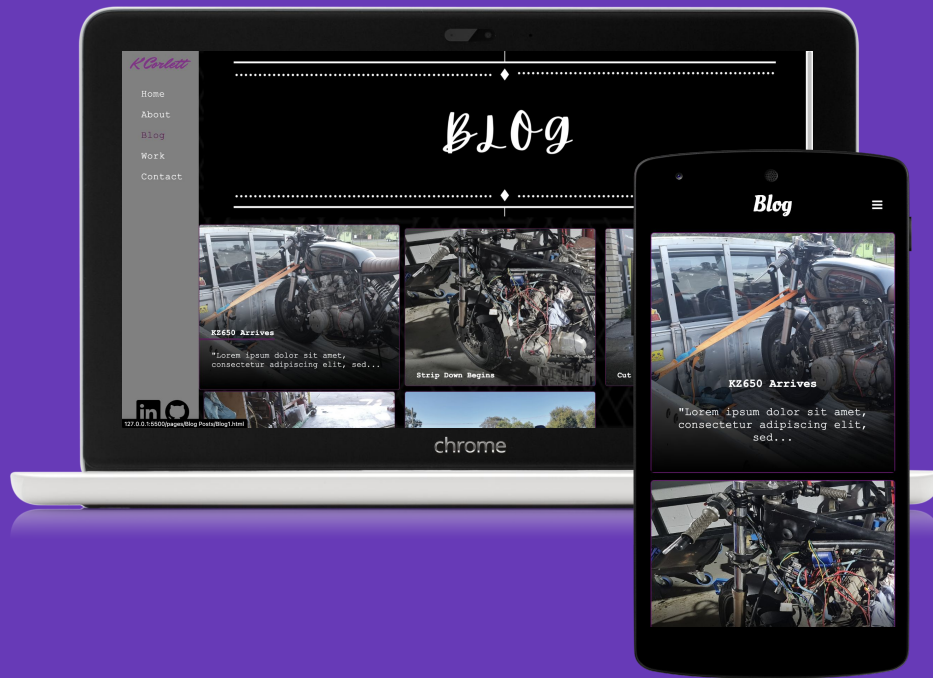 K Corlett
Home
About
Blog
Work
Contact
BLOG
KZ650 Arrives
"Lorem ipsum dolor sit amet,
consectetur adipiscing elit, sed...
Strip Down Begins
Cut
127.0.0.1:5500/pages/Blog Posts/Blog1.html
in
chrome
Blog
KZ650 Arrives
"Lorem ipsum dolor sit amet,
consectetur adipiscing elit,
sed...